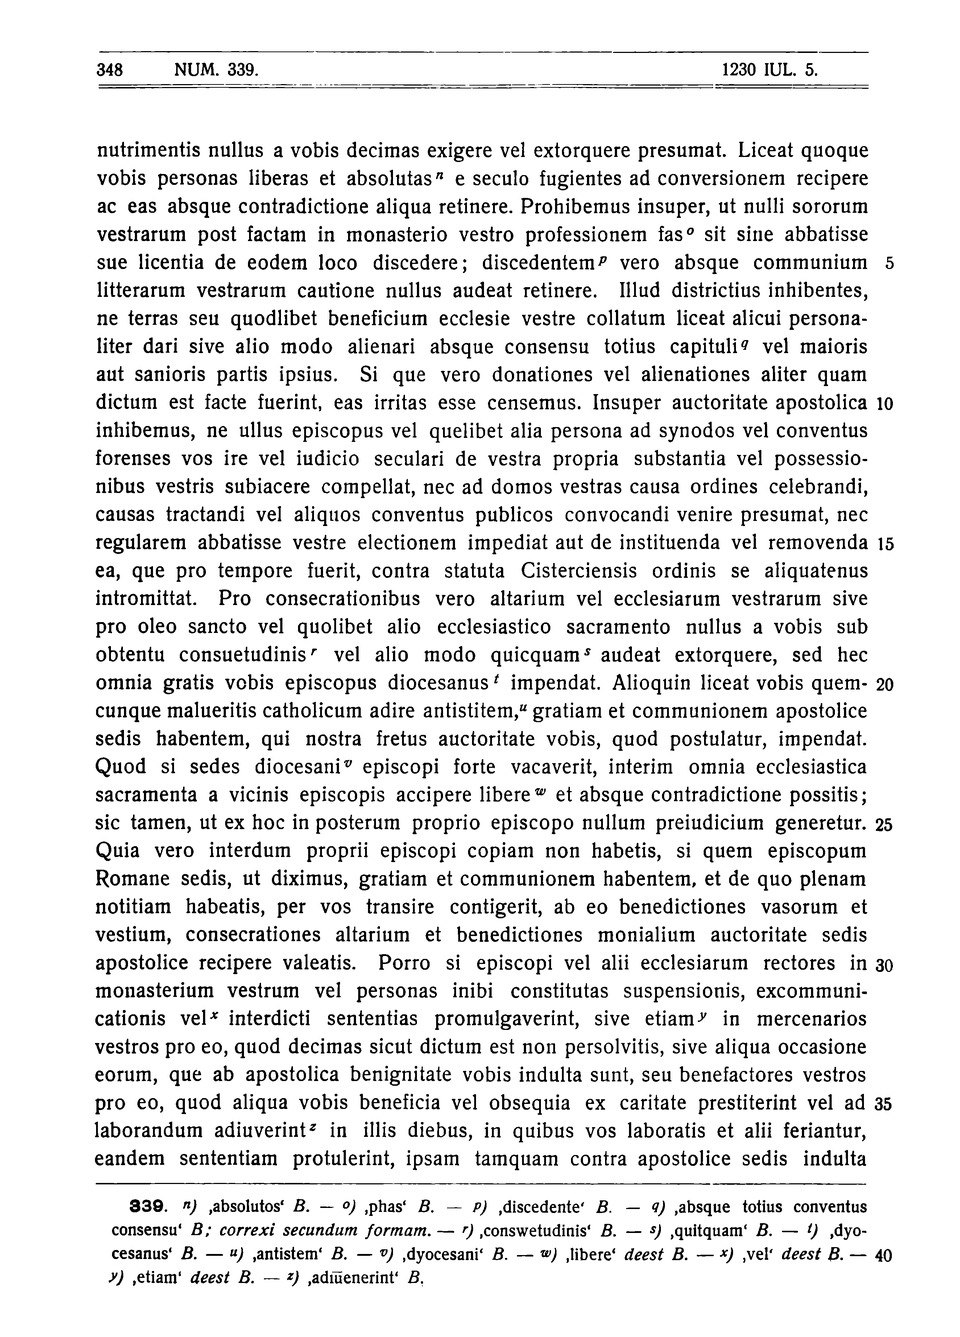 348 NUM. 339. 1230 IUL. 5.
nutrimentis nullus a vobis decimas exigere vel extorquere presumat. Liceat quoque
vobis personas liberas et absolutas n e seculo fugientes ad conversionem recipere
ac eas absque contradictione aliqua retinere. Prohibemus insuper, ut nulli sororum
vestrarum post factam in monasterio vestro professionem fas o sit sine abbatisse
sue licentia de eodem loco discedere; discedentem p vero absque communium 5
litterarum vestrarum cautione nullus audeat retinere. Illud districtius inhibentes,
ne terras seu quodlibet beneficium ecclesie vestre collatum liceat alicui persona-
liter dari sive alio modo alienari absque consensu totius capituli q vel maioris
aut sanioris partis ipsius. Si que vero donationes vel alienationes aliter quam
dictum est facte fuerint, eas irritas esse censemus. Insuper auctoritate apostolica 10
inhibemus, ne ullus episcopus vel quelibet alia persona ad synodos vel conventus
forenses vos ire vel iudicio seculari de vestra propria substantia vel possessio-
nibus vestris subiacere compellat, nec ad domos vestras causa ordines celebrandi,
causas tractandi vel aliquos conventus publicos convocandi venire presumat, nec
regularem abbatisse vestre electionem impediat aut de instituenda vel removenda 15
ea, que pro tempore fuerit, contra statuta Cisterciensis ordinis se aliquatenus
intromittat. Pro consecrationibus vero altarium vel ecclesiarum vestrarum sive
pro oleo sancto vel quolibet alio ecclesiastico sacramento nullus a vobis sub
obtentu consuetudinis r vel alio modo quicquam s audeat extorquere, sed hec
omnia gratis vobis episcopus diocesanus t impendat. Alioquin liceat vobis quem- 20
cunque malueritis catholicum adire antistitem, u gratiam et communionem apostolice
sedis habentem, qui nostra fretus auctoritate vobis, quod postulatur, impendat.
Quod si sedes diocesani v episcopi forte vacaverit, interim omnia ecclesiastica
sacramenta a vicinis episcopis accipere libere w et absque contradictione possitis;
sic tamen, ut ex hoc in posterum proprio episcopo nullum preiudicium generetur. 25
Quia vero interdum proprii episcopi copiam non habetis, si quem episcopum
Romane sedis, ut diximus, gratiam et communionem habentem, et de quo plenam
notitiam habeatis, per vos transire contigerit, ab eo benedictiones vasorum et
vestium, consecrationes altarium et benedictiones monialium auctoritate sedis
apostolice recipere valeatis. Porro si episcopi vel alii ecclesiarum rectores in 30
monasterium vestrum vel personas inibi constitutas suspensionis, excommuni-
cationis vel x interdicti sententias promulgaverint, sive etiam y in mercenarios
vestros pro eo, quod decimas sicut dictum est non persolvitis, sive aliqua occasione
eorum, que ab apostolica benignitate vobis indulta sunt, seu benefactores vestros
pro eo, quod aliqua vobis beneficia vel obsequia ex caritate prestiterint vel ad 35
laborandum adiuverint z in illis diebus, in quibus vos laboratis et alii feriantur,
eandem sententiam protulerint, ipsam tamquam contra apostolice sedis indulta
339. n) ‚absolutos‘ B. — o) ‚phas‘ B. — p) ‚discedente‘ B. — q) ‚absque totius conventus
consensu‘ B; correxi secundum formam. — r) ‚conswetudinis‘ B. — s) ‚quitquam‘ B. — t) ‚dyo-
cesanus‘ B. — u) ‚antistem‘ B. — v) ‚dyocesani‘ B. — w) ‚libere‘ deest B. — x) ‚vel‘ deest B. — 40
y) ‚etiam‘ deest B. — z) ‚adīūenerint‘ B.